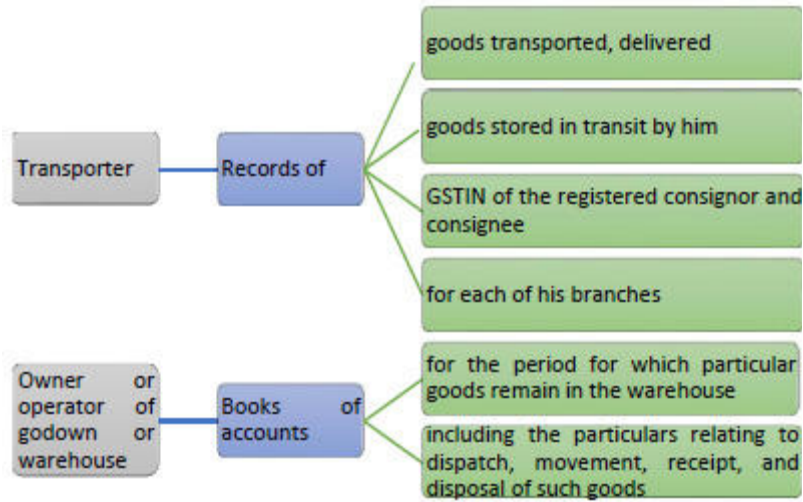 Transporter
Records of
goods transported, delivered
goods stored in transit by him
GSTIN of the registered consignor and
consignee
for each of his branches
Owner or
operator of
godown or
warehouse
Books of
accounts
for the period for which particular
goods remain in the warehouse
including the particulars relating to
dispatch, movement, receipt, and
disposal of such goods